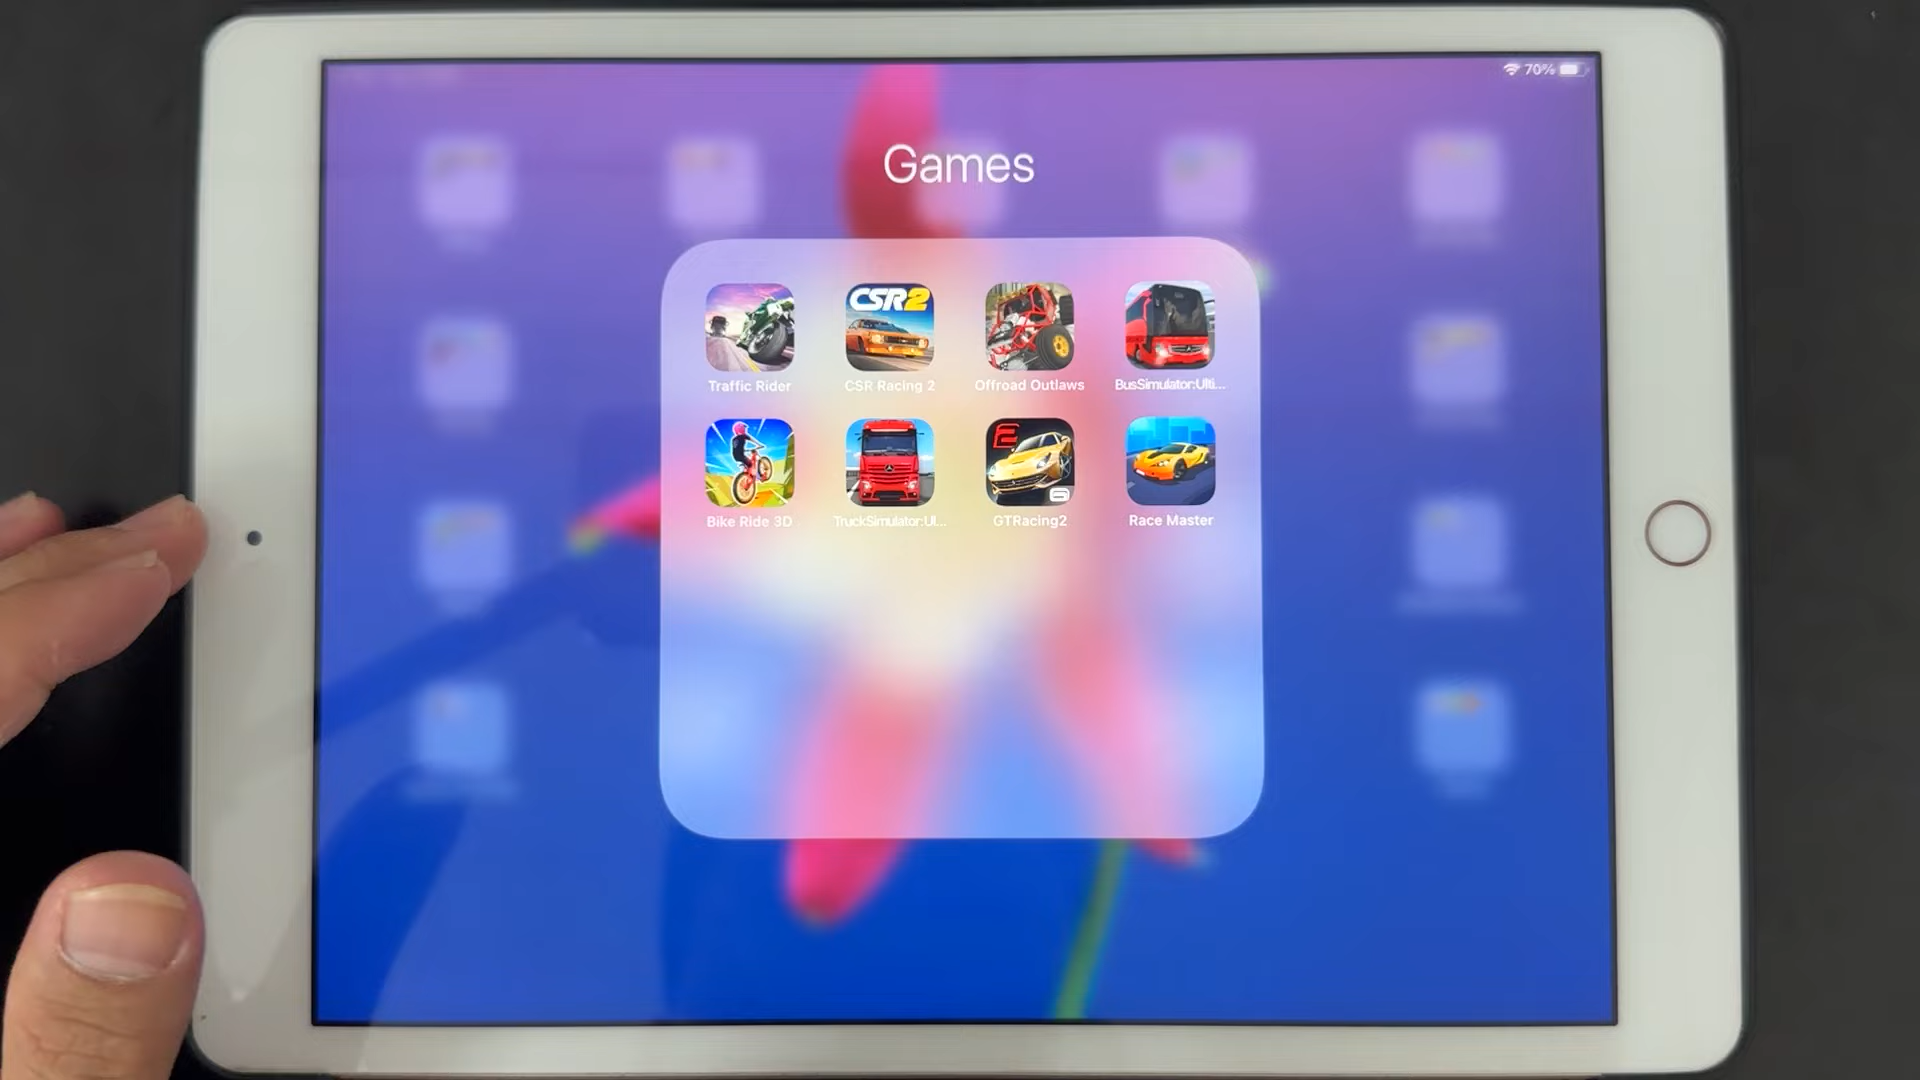 70%
Games
CSR2
Traffic Rider
CSR Racing 2
Offroad Outlaws
BusSimulator:Ulti...
Bike Ride 3D
TruckSimulator:Ul...
GTRacing2
Race Master